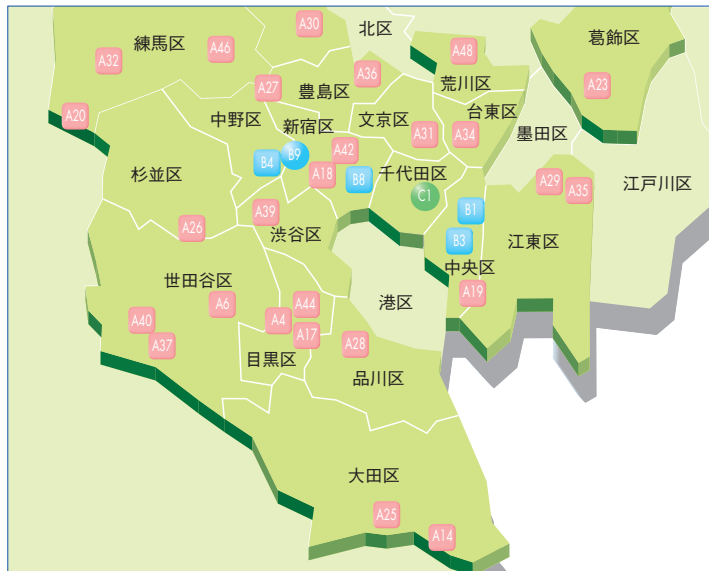 A30
北区
葛飾区
練馬区
A46
A48
A32
A36
荒川区
A27
豊島区
A23
台東区
A20
中野区
新宿区
文京区
A31
A34
墨田区
A42
B9
B4
A18
B8
千代田区
杉並区
A29
A35
江戸川区
C1
A39
B1
A26
渋谷区
B3
江東区
中央区
世田谷区
A19
A6
A44
港区
A40
A4
A37
A17
A28
目黒区
品川区
大田区
A25
A14